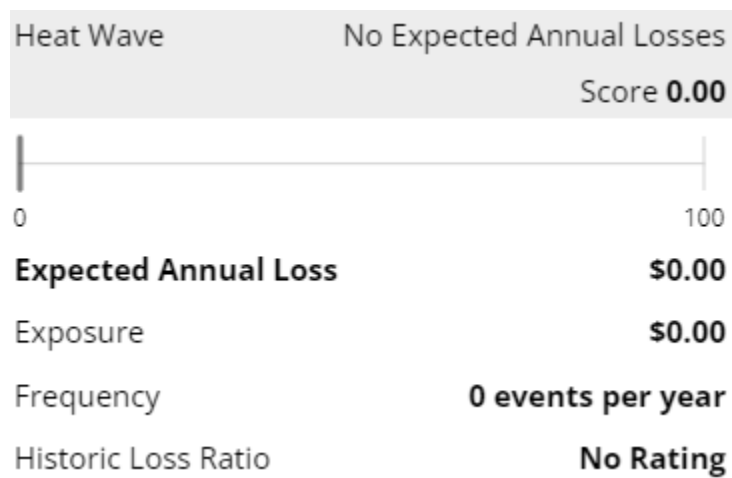 Heat Wave No Expected Annual Losses
Score 0.00
0 100
Expected Annual Loss $0.00
Exposure $0.00
Frequency 0 events per year
Historic Loss Ratio No Rating